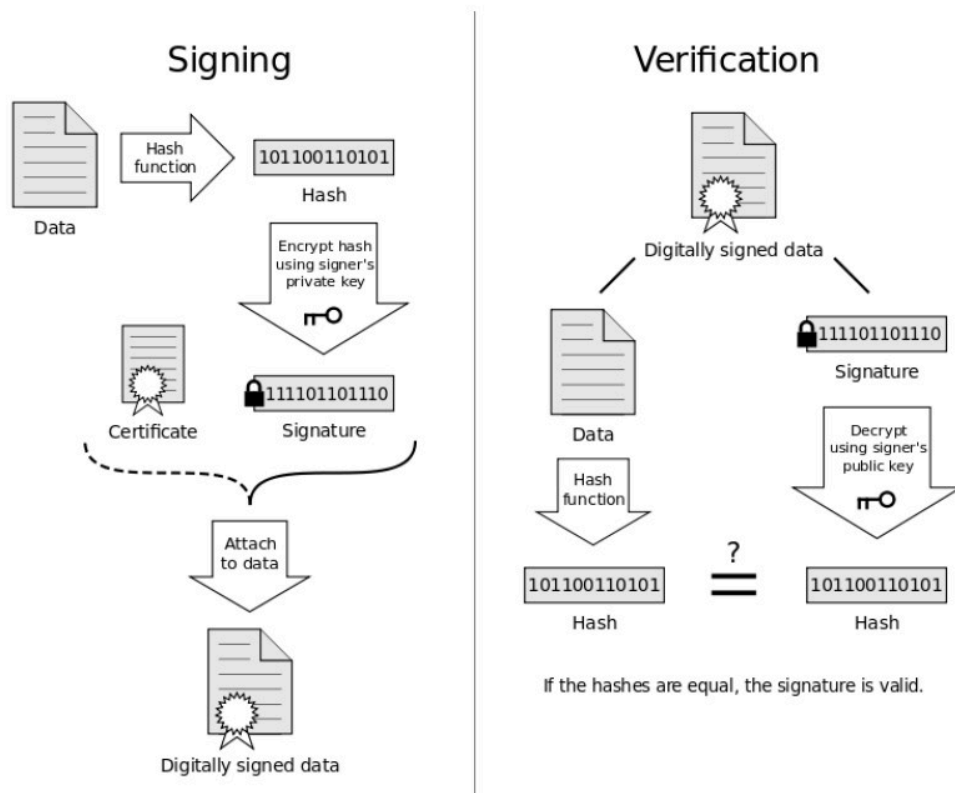 Signing
Data
Hash
function
101100110101
Hash
Encrypt hash
using signer's
private key
Certificate
111101101110
Signature
Attach
to data
Digitally signed data
Verification
Digitally signed data
Data
111101101110
Signature
Hash
function
Decrypt
using signer's
public key
101100110101
Hash
?
=
101100110101
Hash
If the hashes are equal, the signature is valid.